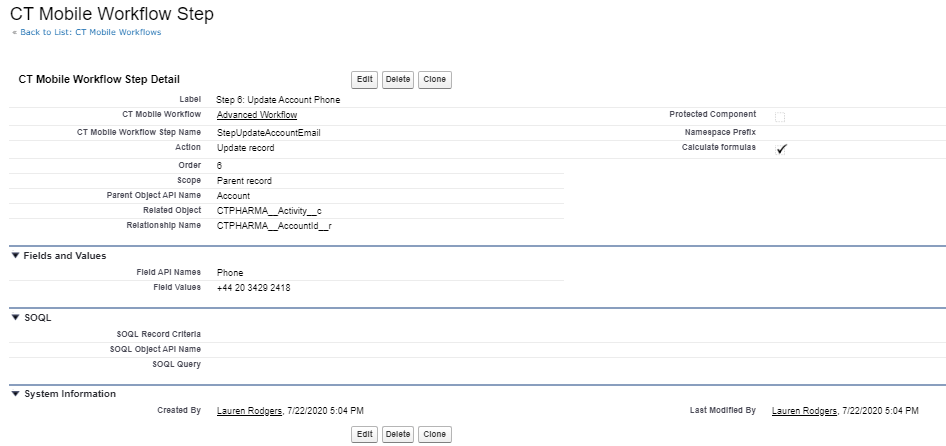 CT Mobile Workflow Step
« Back to List: CT Mobile Workflows
CT Mobile Workflow Step Detail Edit Delete Clone
Label Step 6: Update Account Phone
CT Mobile Workflow Advanced Workflow Protected Component
CT Mobile Workflow Step Name StepUpdateAccountEmail Namespace Prefix
Action Update record Calculate formulas ✓
Order 6
Scope Parent record
Parent Object API Name Account
Related Object CTPHARMA__Activity__c
Relationship Name CTPHARMA__AccountId__r
▼ Fields and Values
Field API Names Phone
Field Values +44 20 3429 2418
▼ SOQL
SOQL Record Criteria
SOQL Object API Name
SOQL Query
▼ System Information
Created By Lauren Rodgers, 7/22/2020 5:04 PM Last Modified By Lauren Rodgers, 7/22/2020 5:04 PM
Edit Delete Clone